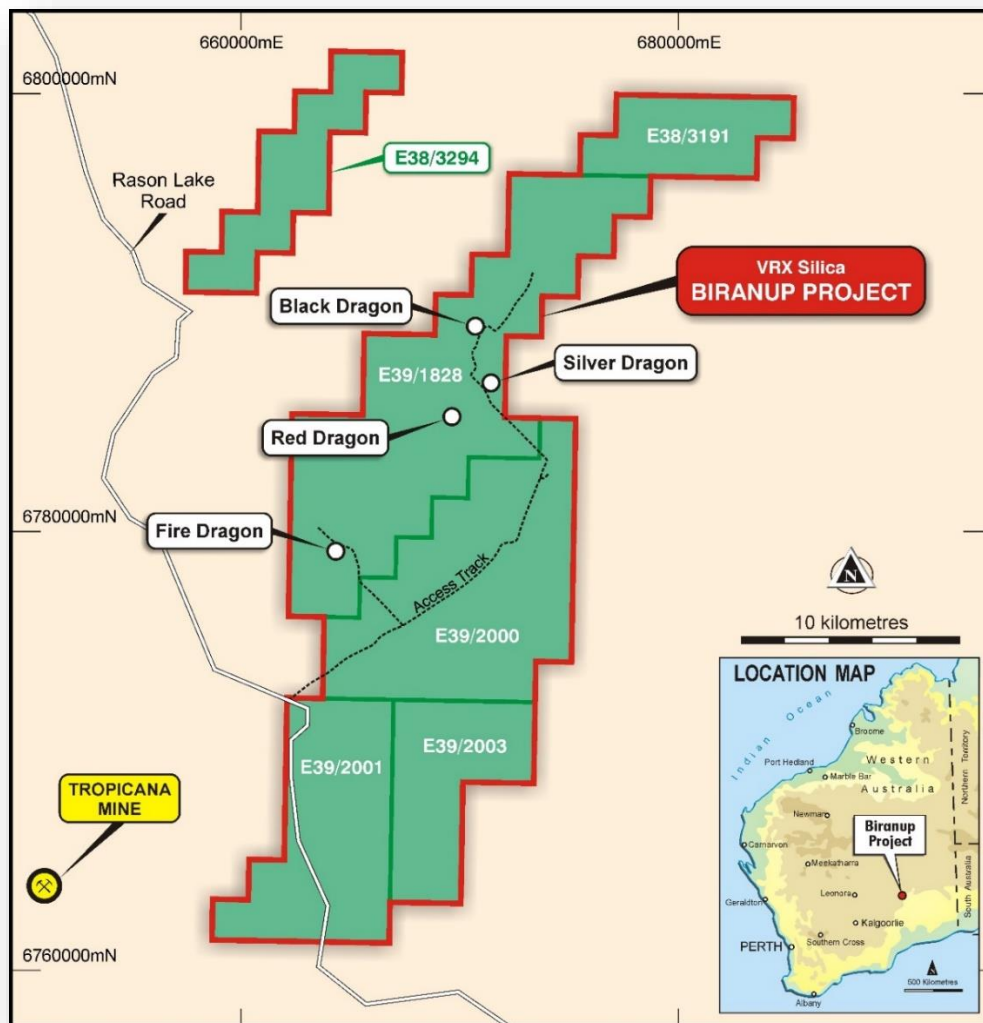 660000mE
680000mE
6800000mN
E38/3191
E38/3294
Rason Lake
Road
VRX Silica
BIRANUP PROJECT
Black Dragon
Silver Dragon
E39/1828
Red Dragon
6780000mN
Fire Dragon
Access Track
N
10 kilometres
E39/2000
LOCATION MAP
Indian Ocean
Broome
Port Hedland
Western
Australia
Marble Bar
Northern Territory
Newman
Biranup
Project
Carnarvon
Meekatharra
Leonora
Geraldton
Kalgoorlie
South Australia
PERTH
Southern Cross
N
500 Kilometres
Albany
E39/2003
E39/2001
TROPICANA
MINE
6760000mN